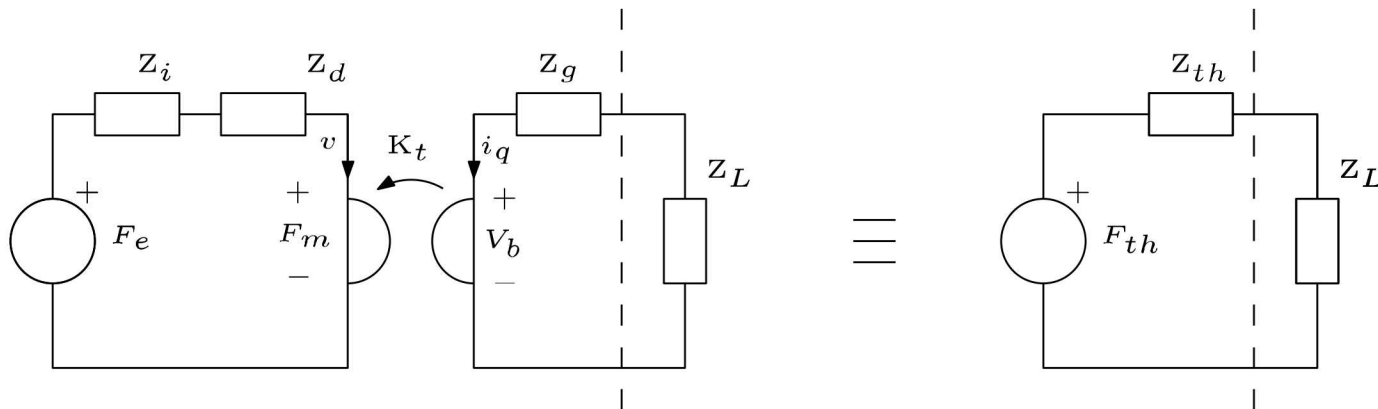 Z_i Z_d Z_g Z_th
v K_t i_q
Z_L Z_L
+ + + +
F_e F_m V_b ≡ F_th
− −